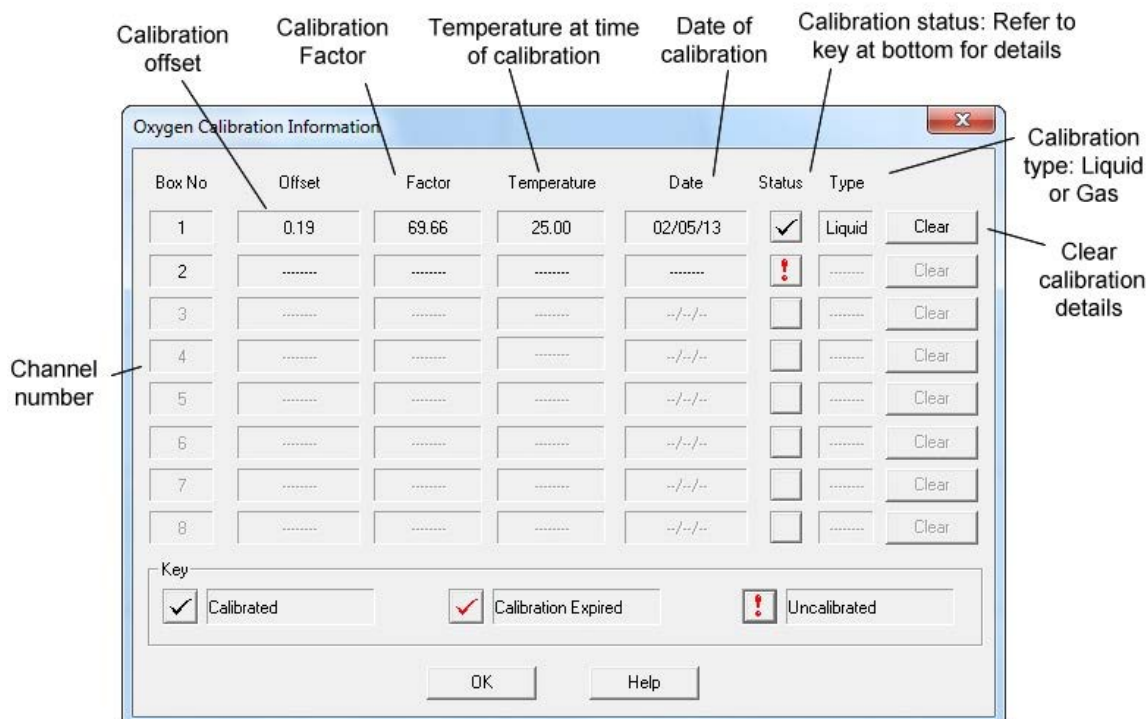 Calibration
offset
Calibration
Factor
Temperature at time
of calibration
Date of
calibration
Calibration status: Refer to
key at bottom for details
Oxygen Calibration Information
Calibration
type: Liquid
or Gas
Box No Offset Factor Temperature Date Status Type
1 0.19 69.66 25.00 02/05/13 Liquid Clear
Clear
calibration
details
2 -------- -------- -------- -------- ! -------- Clear
3 -------- -------- -------- --/--/-- -------- Clear
4 -------- -------- -------- --/--/-- -------- Clear
Channel
number
5 -------- -------- -------- --/--/-- -------- Clear
6 -------- -------- -------- --/--/-- -------- Clear
7 -------- -------- -------- --/--/-- -------- Clear
8 -------- -------- -------- --/--/-- -------- Clear
Key
Calibrated Calibration Expired ! Uncalibrated
OK Help